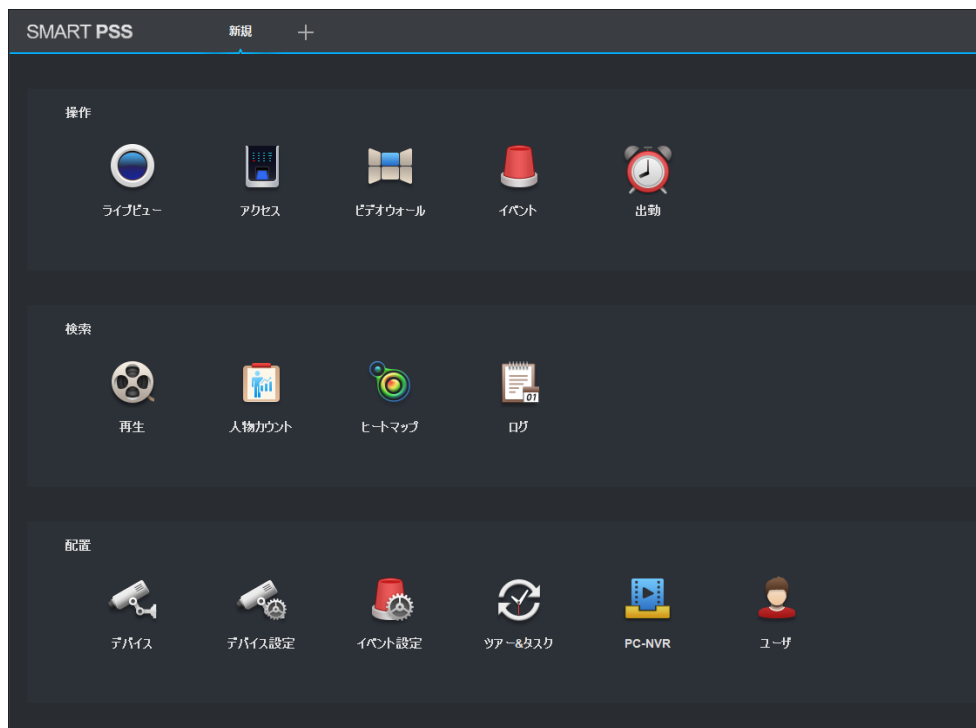 SMART PSS
新規
操作
ライブビュー
アクセス
ビデオウォール
イベント
出勤
検索
再生
人物カウント
ヒートマップ
01
ログ
配置
デバイス
デバイス設定
イベント設定
ツアー&タスク
PC-NVR
ユーザ